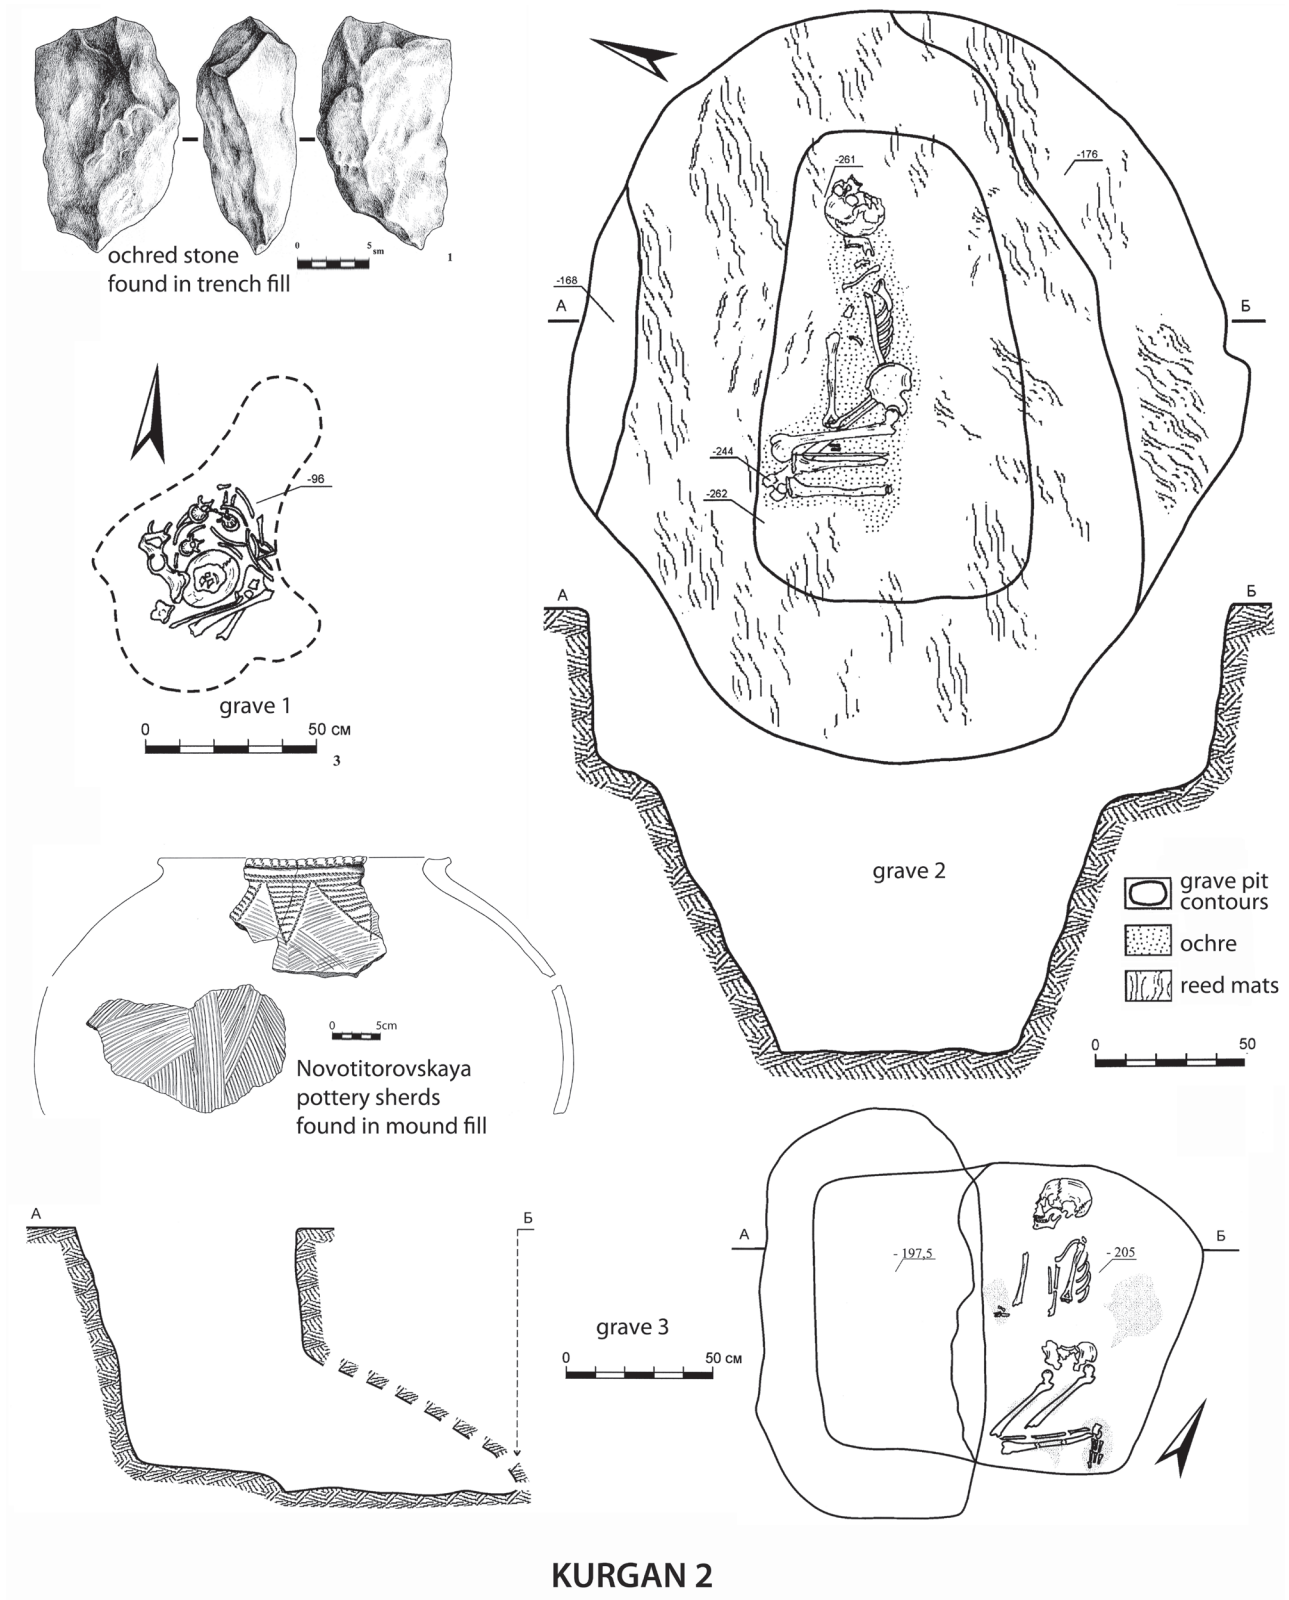 ochred stone
found in trench fill
0 5 sm
1
-96
grave 1
0 50 см
3
0 5cm
Novotitorovskaya
pottery sherds
found in mound fill
-261
-176
-168
А Б
-244
-262
А Б
grave 2
grave pit
contours
ochre
reed mats
0 50
А Б
grave 3
0 50 см
А Б
- 197,5
- 205
KURGAN 2